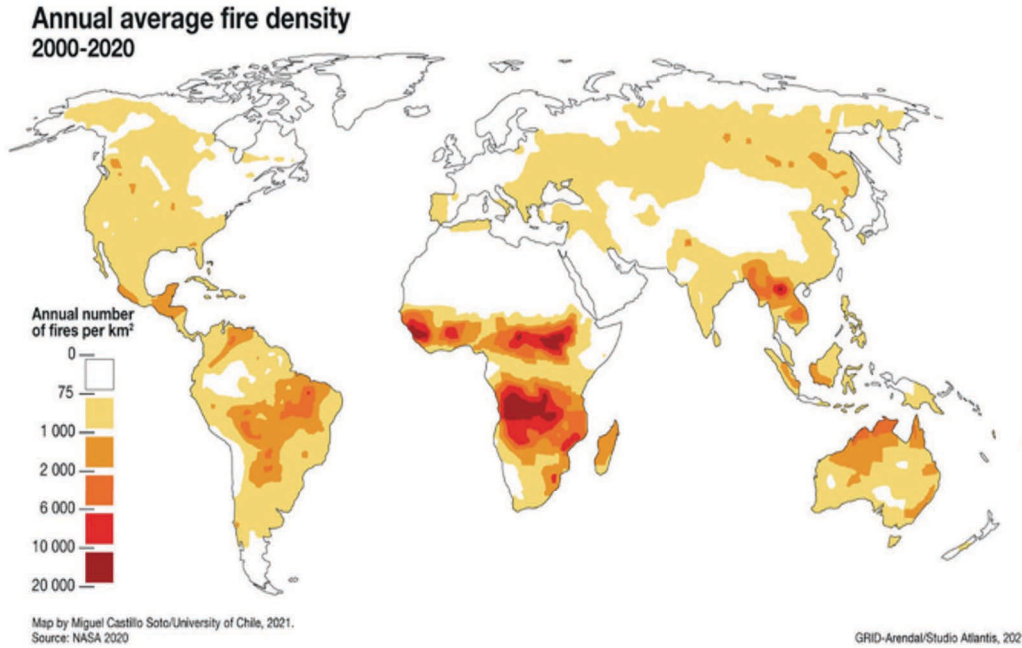 Annual average fire density
2000-2020
Annual number
of fires per km²
0
75
1 000
2 000
6 000
10 000
20 000
Map by Miguel Castillo Soto/University of Chile, 2021.
Source: NASA 2020
GRID-Arendal/Studio Atlantis, 202